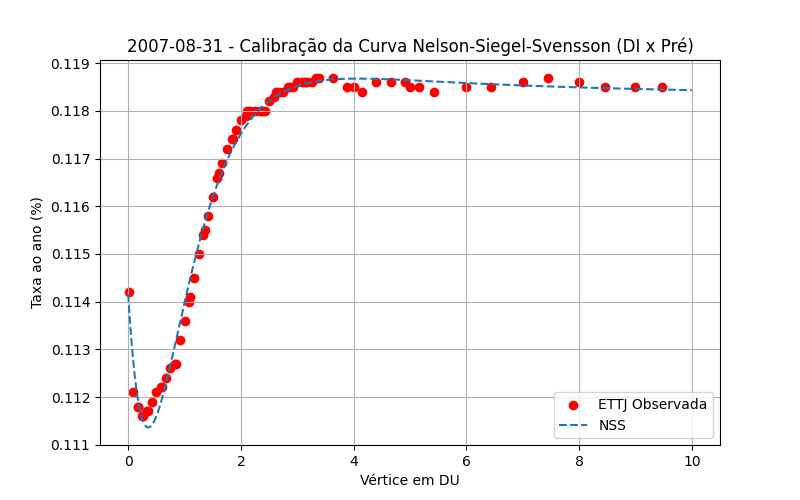 2007-08-31 - Calibração da Curva Nelson-Siegel-Svensson (DI x Pré)
Taxa ao ano (%)
0.119
0.118
0.117
0.116
0.115
0.114
0.113
0.112
0.111
ETTJ Observada
NSS
0 2 4 6 8 10
Vértice em DU